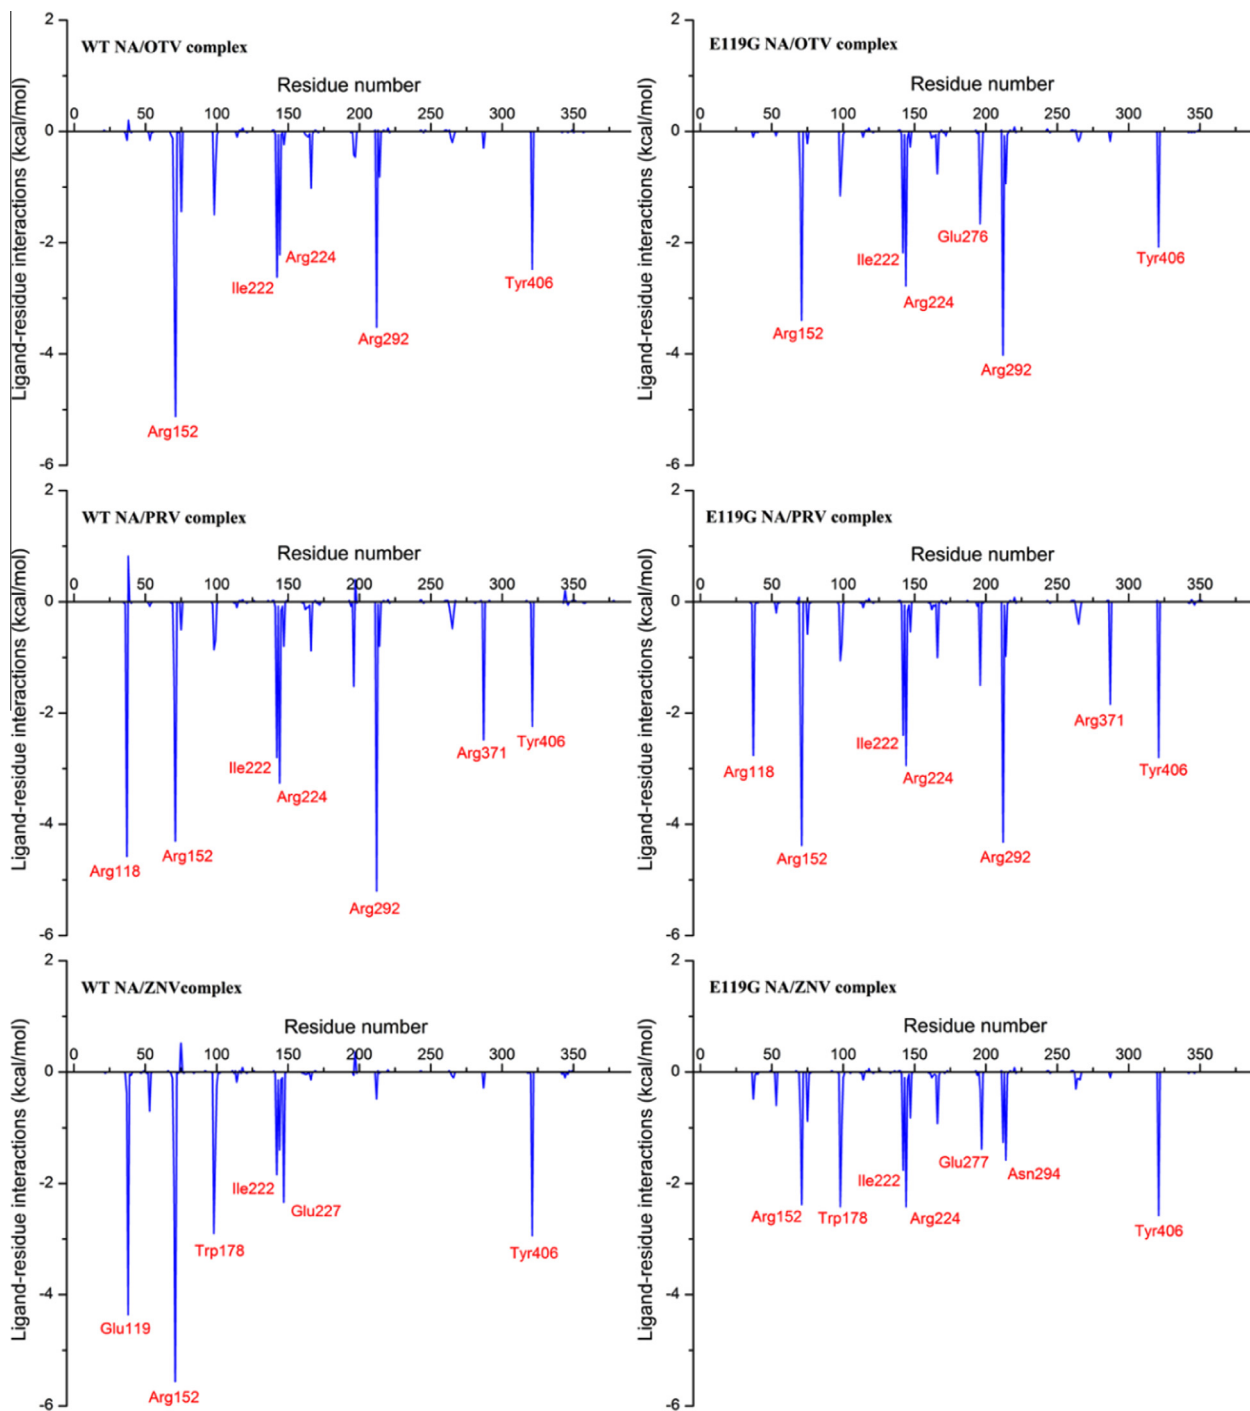 WT NA/OTV complex
Residue number
0 50 100 150 200 250 300 350
2
0
-2
-4
-6
Ligand-residue interactions (kcal/mol)
Arg224
Ile222
Tyr406
Arg292
Arg152
E119G NA/OTV complex
Residue number
0 50 100 150 200 250 300 350
2
0
-2
-4
-6
Ligand-residue interactions (kcal/mol)
Glu276
Ile222
Tyr406
Arg224
Arg152
Arg292
WT NA/PRV complex
Residue number
0 50 100 150 200 250 300 350
2
0
-2
-4
-6
Ligand-residue interactions (kcal/mol)
Tyr406
Arg371
Ile222
Arg224
Arg152
Arg118
Arg292
E119G NA/PRV complex
Residue number
0 50 100 150 200 250 300 350
2
0
-2
-4
-6
Ligand-residue interactions (kcal/mol)
Arg371
Ile222
Arg118
Arg224
Tyr406
Arg152
Arg292
WT NA/ZNVcomplex
Residue number
0 50 100 150 200 250 300 350
2
0
-2
-4
-6
Ligand-residue interactions (kcal/mol)
Ile222
Glu227
Trp178
Tyr406
Glu119
Arg152
E119G NA/ZNV complex
Residue number
0 50 100 150 200 250 300 350
2
0
-2
-4
-6
Ligand-residue interactions (kcal/mol)
Glu277
Asn294
Ile222
Arg152
Trp178
Arg224
Tyr406